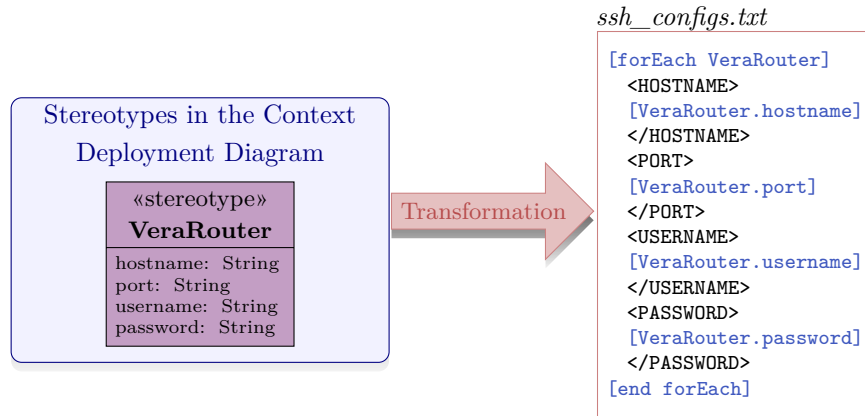 Stereotypes in the Context
Deployment Diagram
«stereotype»
VeraRouter
hostname: String
port: String
username: String
password: String
Transformation
ssh_configs.txt
[forEach VeraRouter]
<HOSTNAME>
[VeraRouter.hostname]
</HOSTNAME>
<PORT>
[VeraRouter.port]
</PORT>
<USERNAME>
[VeraRouter.username]
</USERNAME>
<PASSWORD>
[VeraRouter.password]
</PASSWORD>
[end forEach]